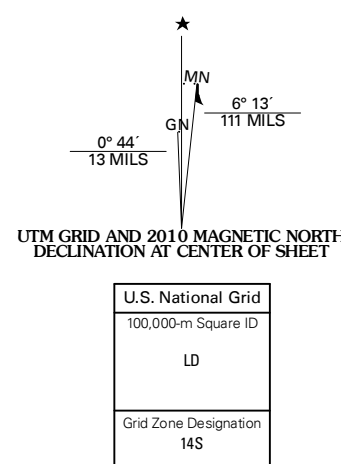 MN
GN
6° 13´
111 MILS
0° 44´
13 MILS
UTM GRID AND 2010 MAGNETIC NORTH
DECLINATION AT CENTER OF SHEET
U.S. National Grid
100,000-m Square ID
LD
Grid Zone Designation
14S